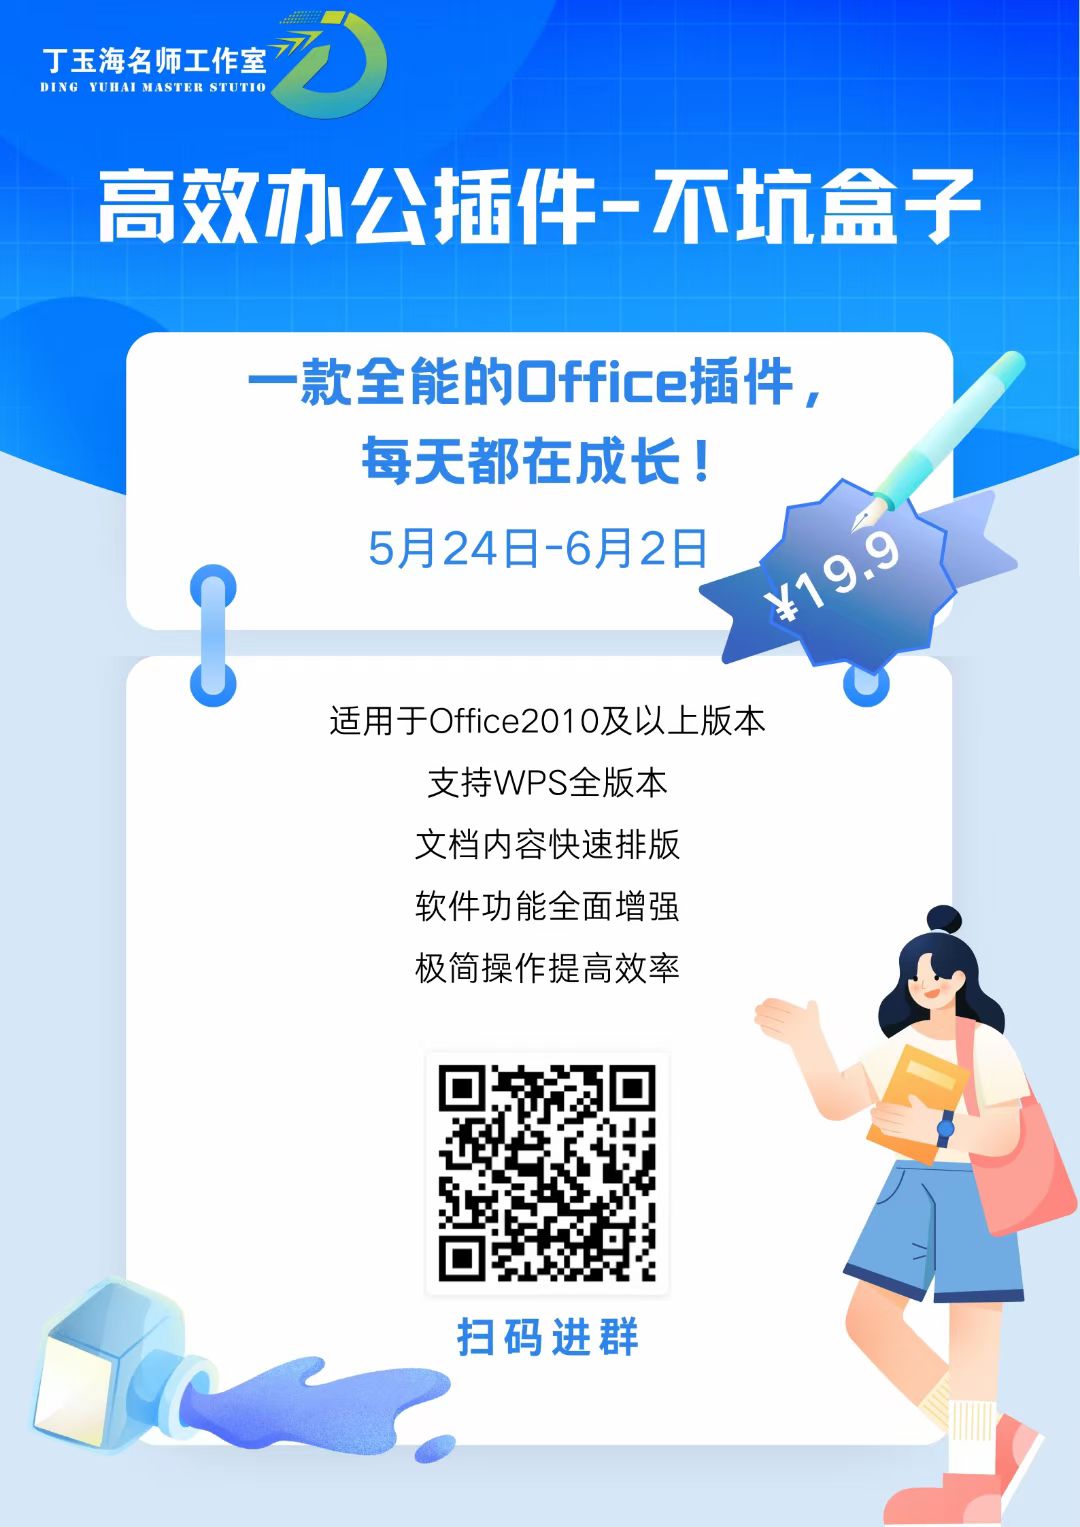 丁玉海名师工作室
DING YUHAI MASTER STUTIO
高效办公插件-不坑盒子
一款全能的Office插件，
每天都在成长！
5月24日-6月2日
¥19.9
适用于Office2010及以上版本
支持WPS全版本
文档内容快速排版
软件功能全面增强
极简操作提高效率
扫码进群